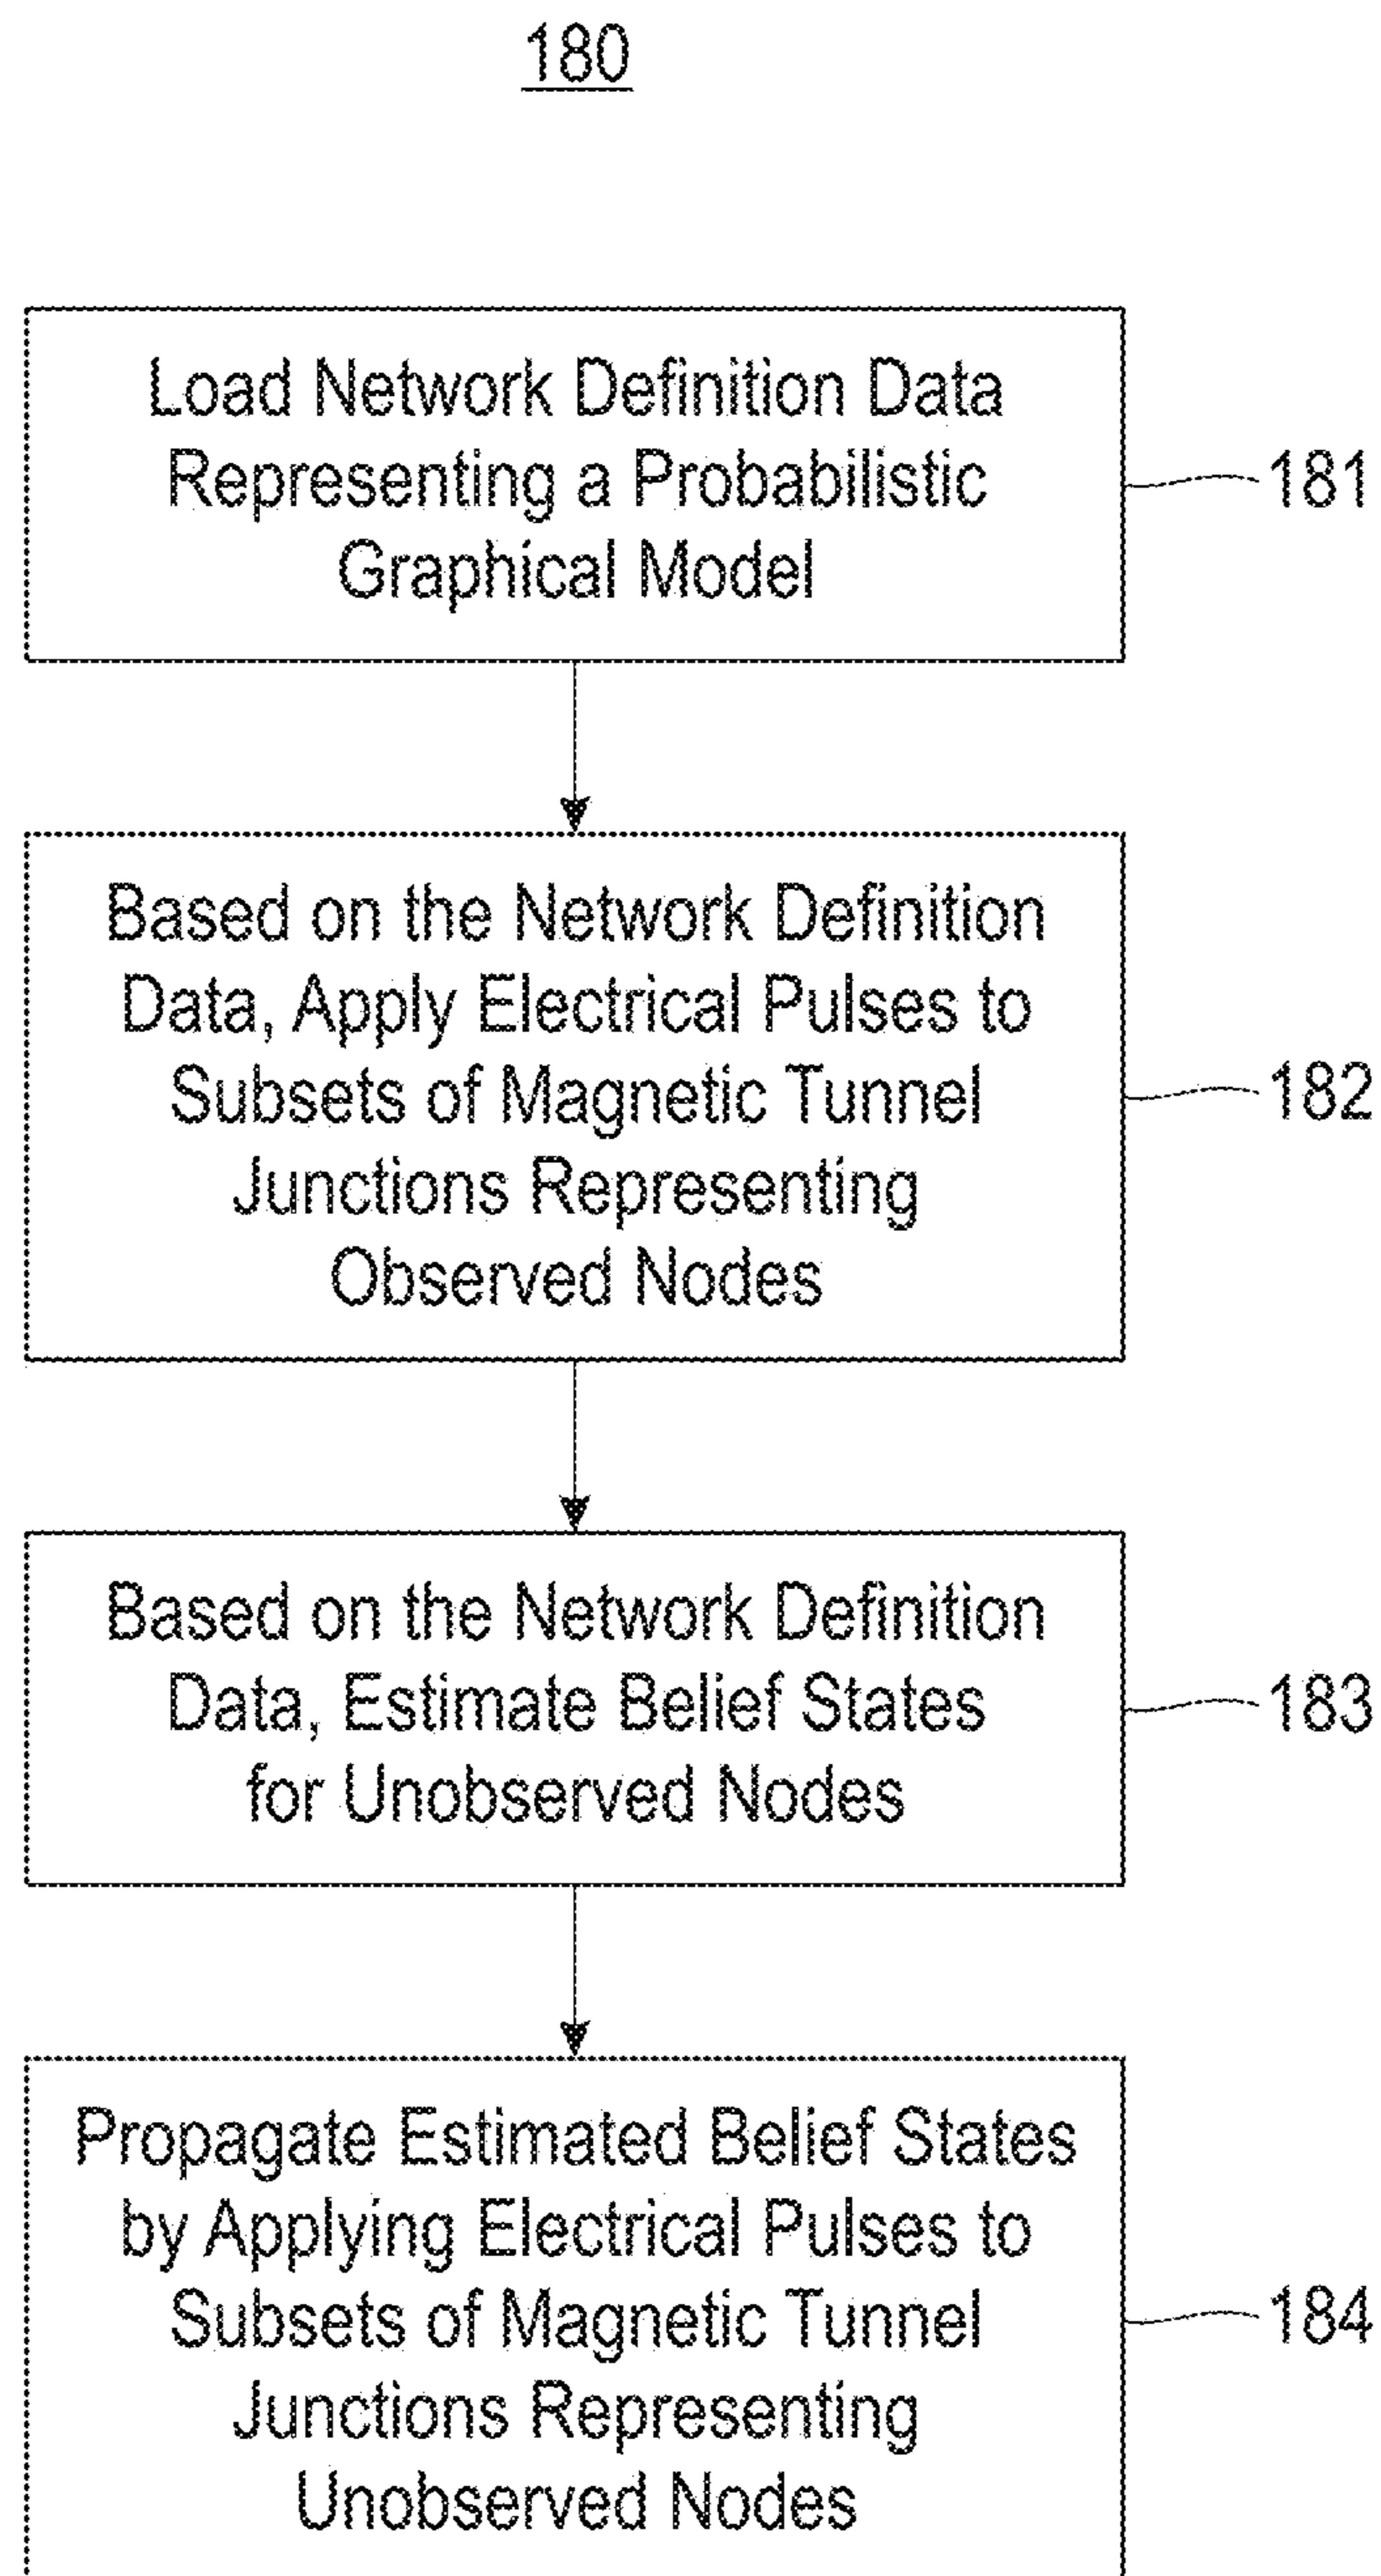 180
Load Network Definition Data
Representing a Probabilistic
Graphical Model
181
Based on the Network Definition
Data, Apply Electrical Pulses to
Subsets of Magnetic Tunnel
Junctions Representing
Observed Nodes
182
Based on the Network Definition
Data, Estimate Belief States
for Unobserved Nodes
183
Propagate Estimated Belief States
by Applying Electrical Pulses to
Subsets of Magnetic Tunnel
Junctions Representing
Unobserved Nodes
184